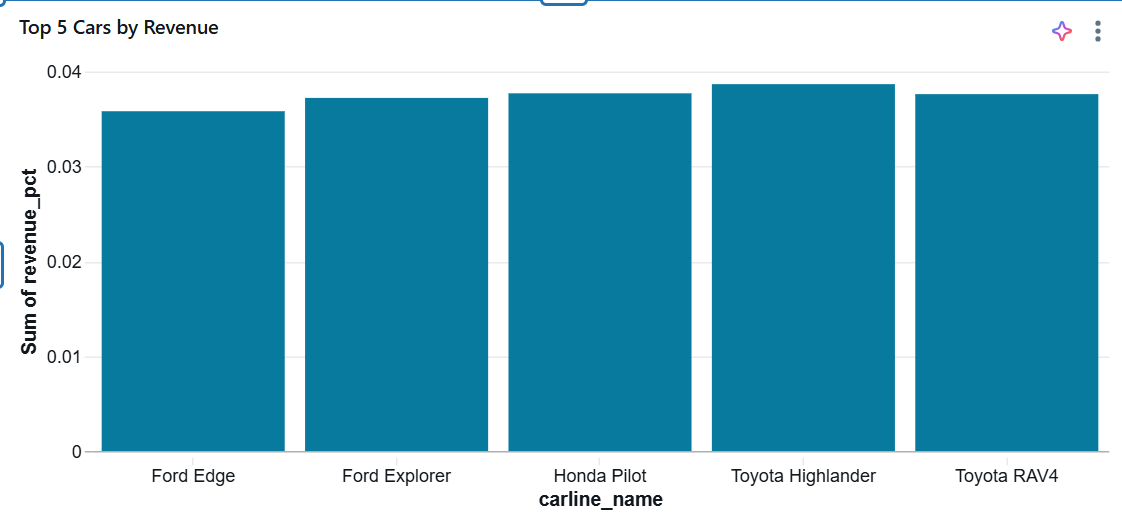 Top 5 Cars by Revenue
0.04
0.03
0.02
0.01
0
Sum of revenue_pct
Ford Edge
Ford Explorer
Honda Pilot
Toyota Highlander
Toyota RAV4
carline_name